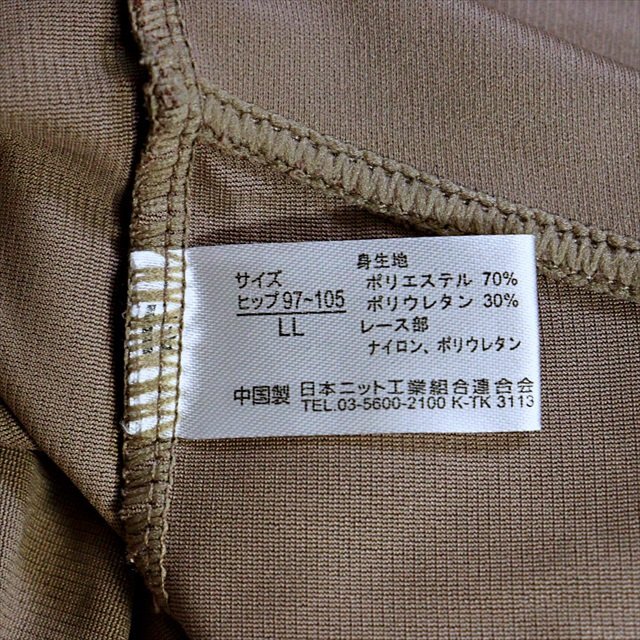 サイズ
ヒップ97~105
LL
身生地
ポリエステル 70%
ポリウレタン 30%
レース部
ナイロン、ポリウレタン
中国製 日本ニット工業組合連合会
TEL.03-5600-2100 K-TK 3113